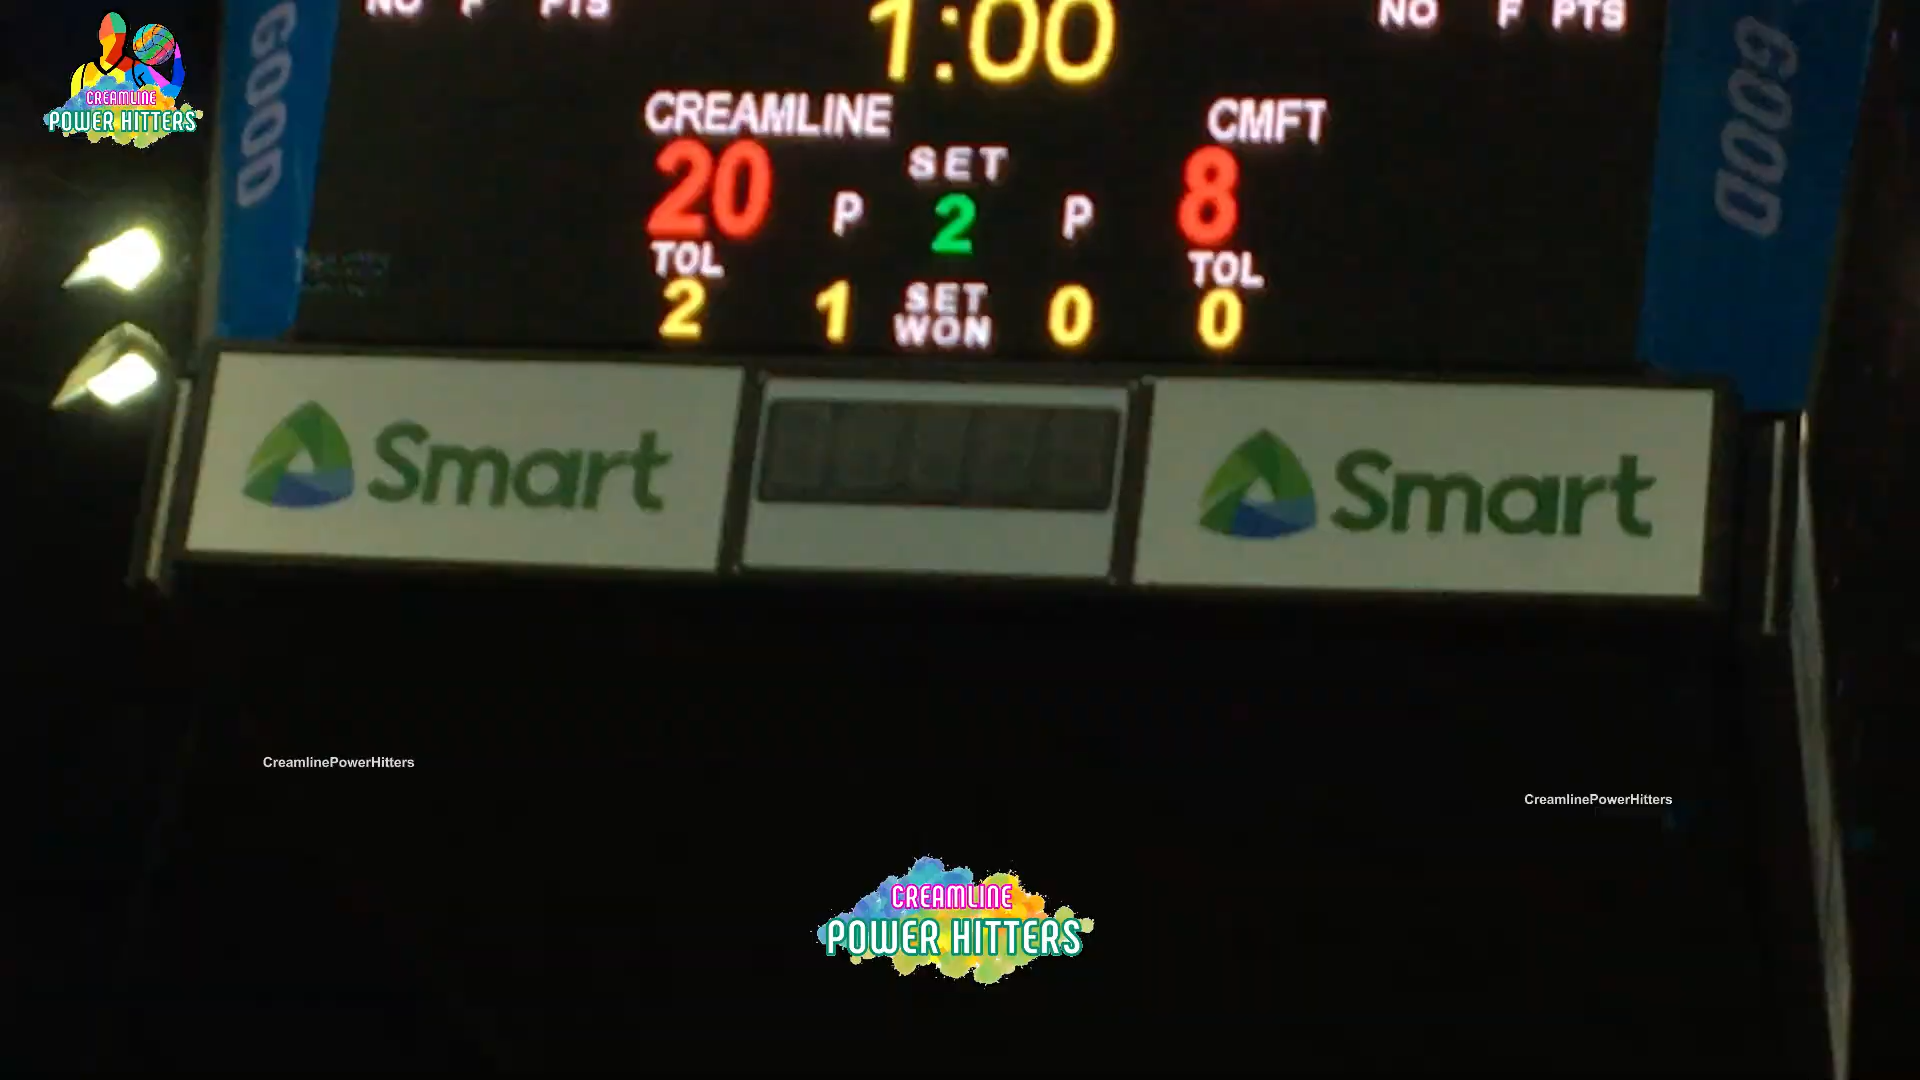 NO F PTS
1:00
NO F PTS
GOOD
GOOD
CREAMLINE
POWER HITTERS
CREAMLINE
CMFT
SET
20
P
2
P
8
TOL
TOL
2
1
SET
WON
0
0
Smart
Smart
CreamlinePowerHitters
CreamlinePowerHitters
CREAMLINE
POWER HITTERS